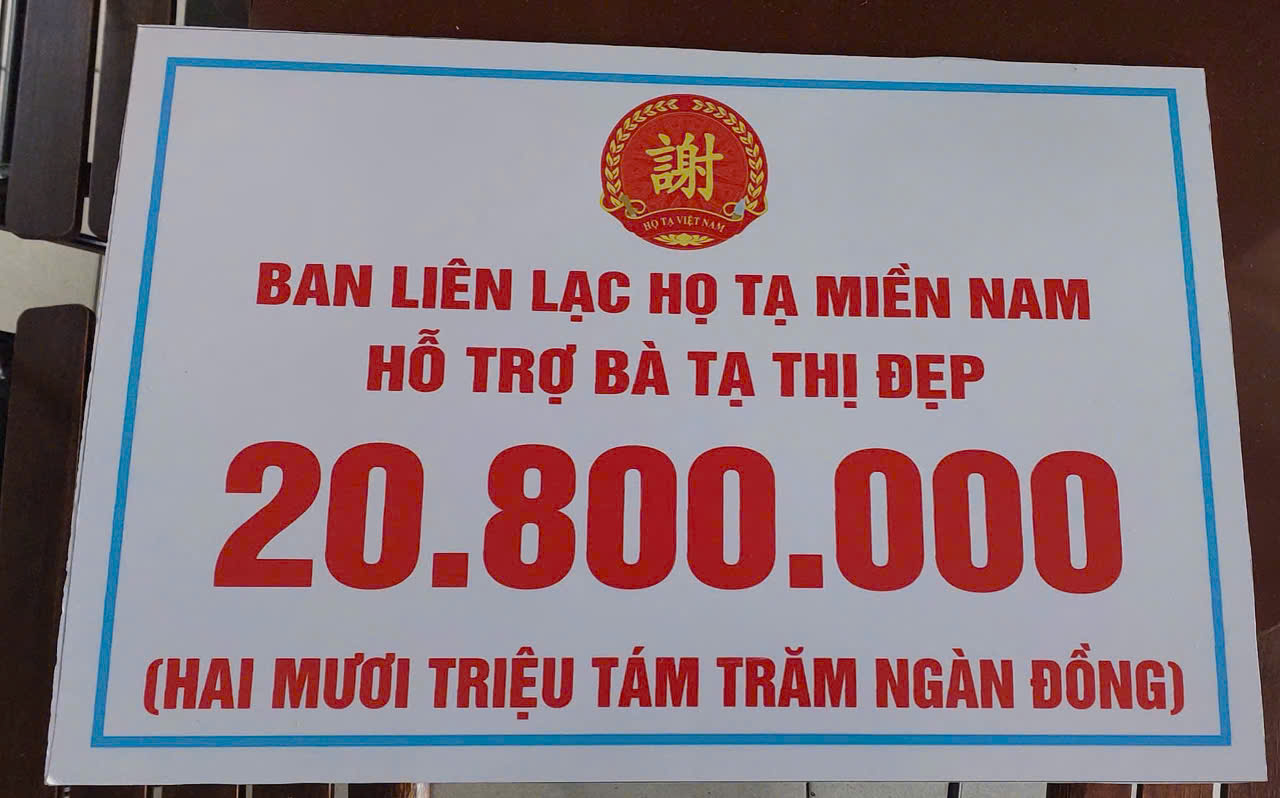 謝
HỌ TẠ VIỆT NAM
BAN LIÊN LẠC HỌ TẠ MIỀN NAM
HỖ TRỢ BÀ TẠ THỊ ĐẸP
20.800.000
(HAI MƯƠI TRIỆU TÁM TRĂM NGÀN ĐỒNG)